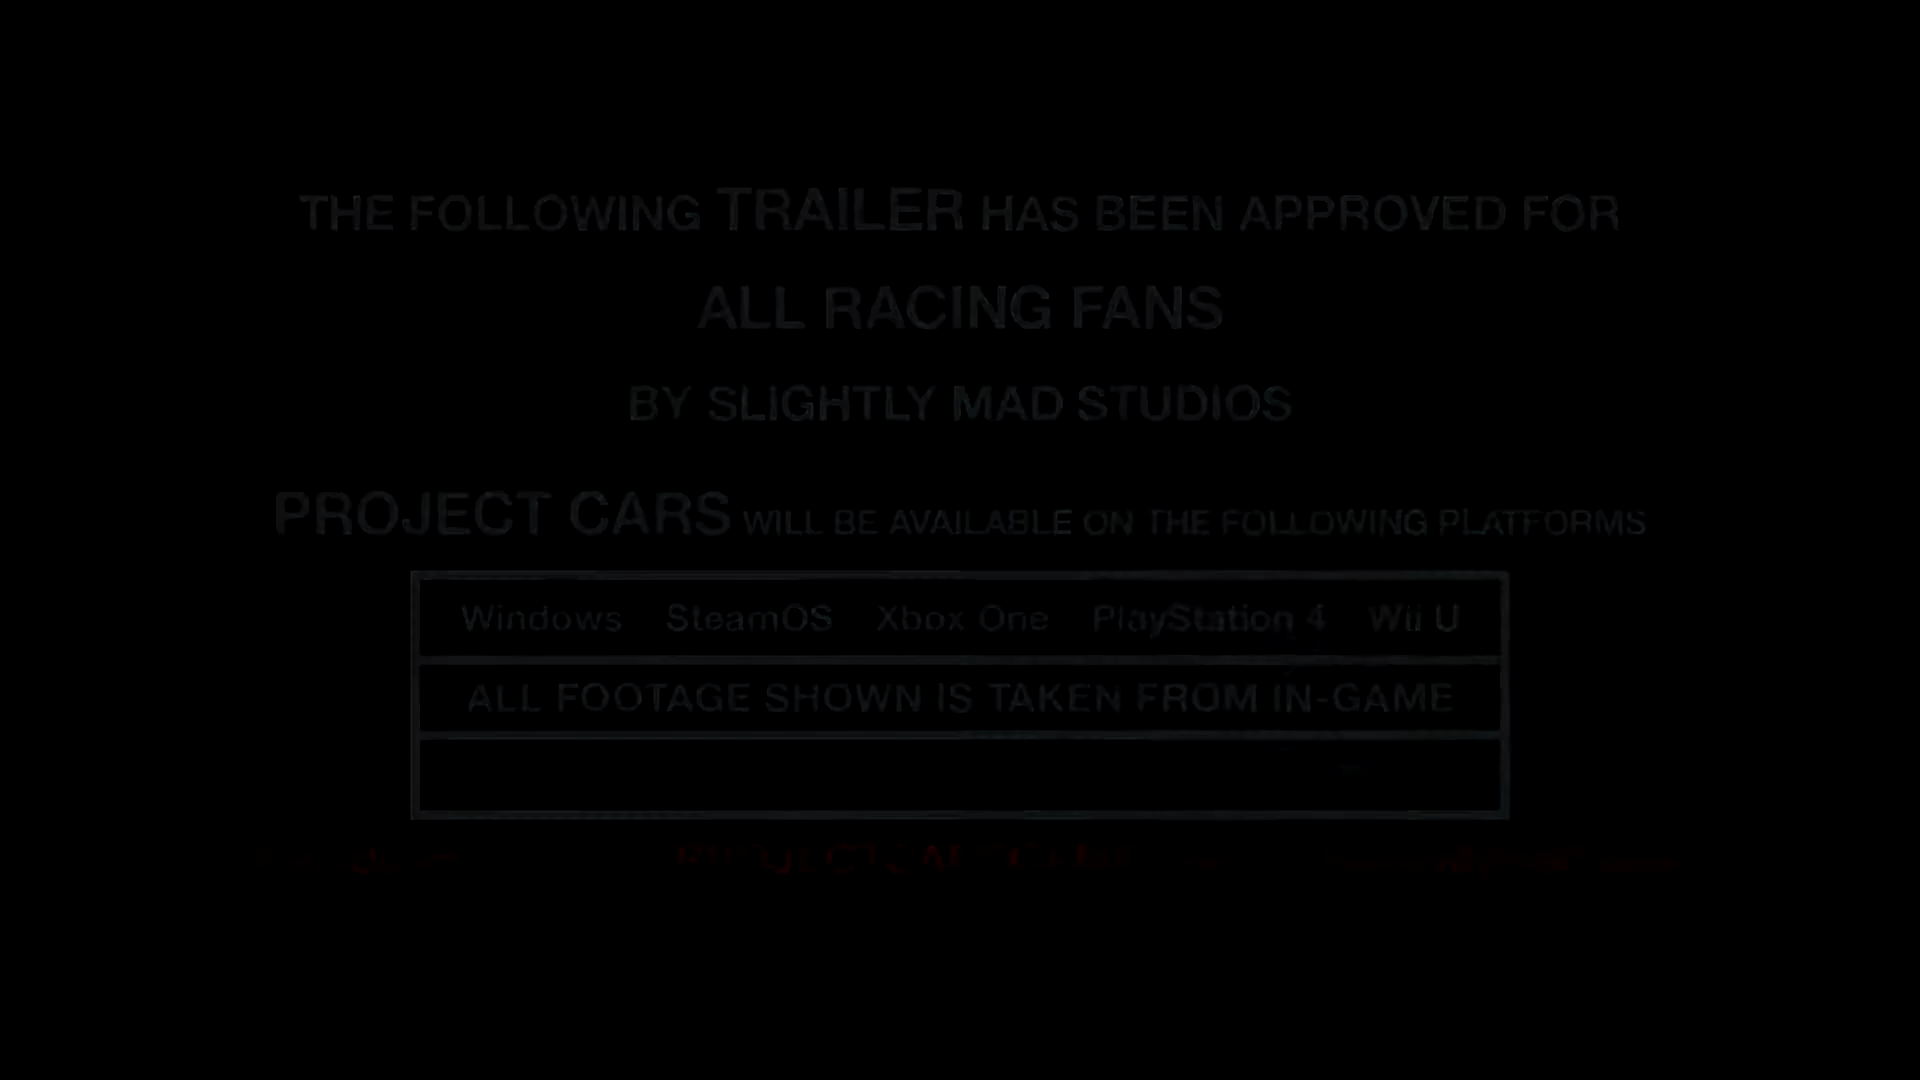 THE FOLLOWING TRAILER HAS BEEN APPROVED FOR
ALL RACING FANS
BY SLIGHTLY MAD STUDIOS
PROJECT CARS WILL BE AVAILABLE ON THE FOLLOWING PLATFORMS
Windows SteamOS Xbox One PlayStation 4 Wii U
ALL FOOTAGE SHOWN IS TAKEN FROM IN-GAME